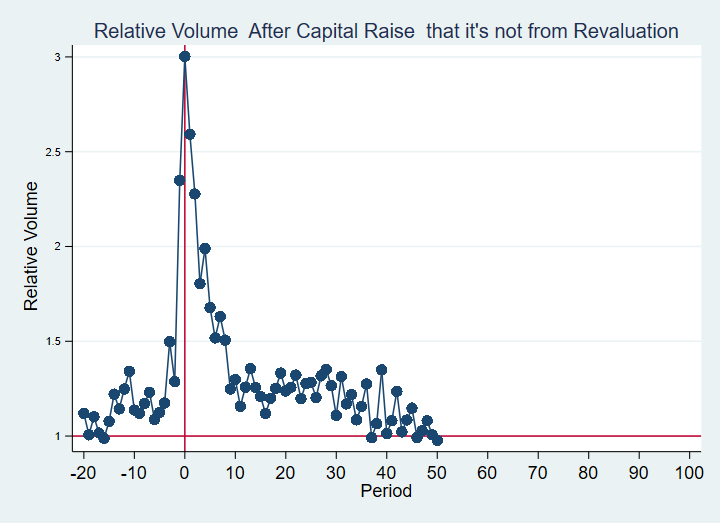 Relative Volume  After Capital Raise  that it's not from Revaluation
3
2.5
2
1.5
1
Relative Volume
-20 -10 0 10 20 30 40 50 60 70 80 90 100
Period